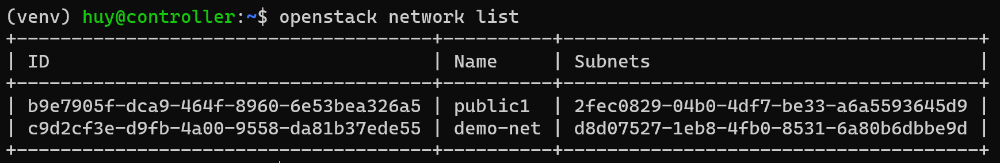 (venv) huy@controller:~$ openstack network list
+--------------------------------------+----------+--------------------------------------+
| ID                                   | Name     | Subnets                              |
+--------------------------------------+----------+--------------------------------------+
| b9e7905f-dca9-464f-8960-6e53bea326a5 | public1  | 2fec0829-04b0-4df7-be33-a6a5593645d9 |
| c9d2cf3e-d9fb-4a00-9558-da81b37ede55 | demo-net | d8d07527-1eb8-4fb0-8531-6a80b6dbbe9d |
+--------------------------------------+----------+--------------------------------------+